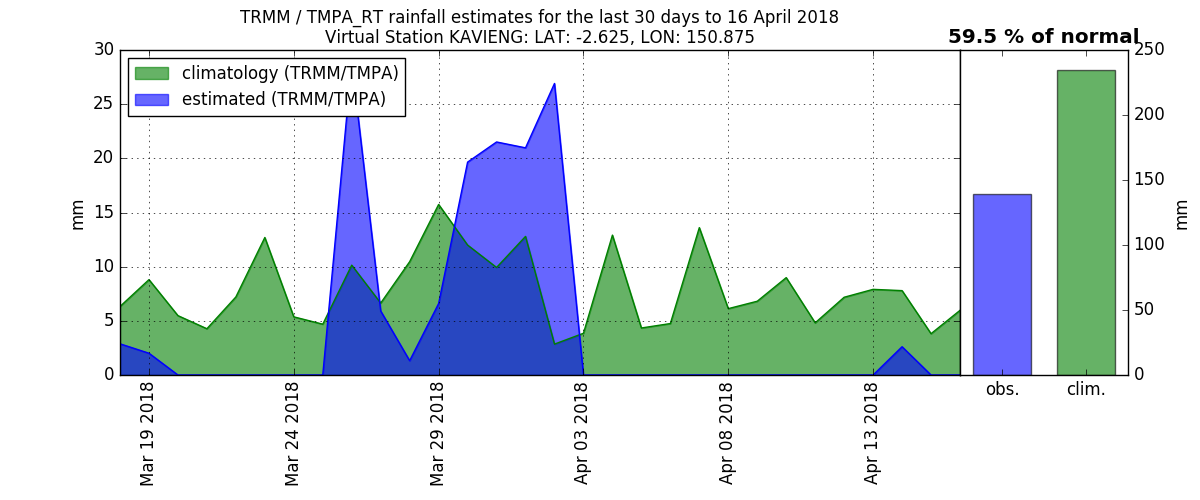 TRMM / TMPA_RT rainfall estimates for the last 30 days to 16 April 2018
Virtual Station KAVIENG: LAT: -2.625, LON: 150.875
59.5 % of normal
climatology (TRMM/TMPA)
estimated (TRMM/TMPA)
30
25
20
15
10
5
0
mm
Mar 19 2018
Mar 24 2018
Mar 29 2018
Apr 03 2018
Apr 08 2018
Apr 13 2018
250
200
150
100
50
0
mm
obs.
clim.